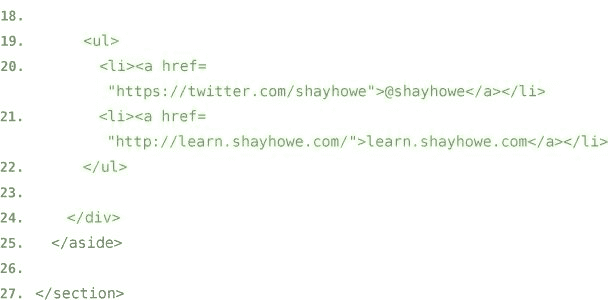 18.
19. <ul>
20. <li><a href=
"https://twitter.com/shayhowe">@shayhowe</a></li>
21. <li><a href=
"http://learn.shayhowe.com/">learn.shayhowe.com</a></li>
22. </ul>
23.
24. </div>
25. </aside>
26.
27. </section>